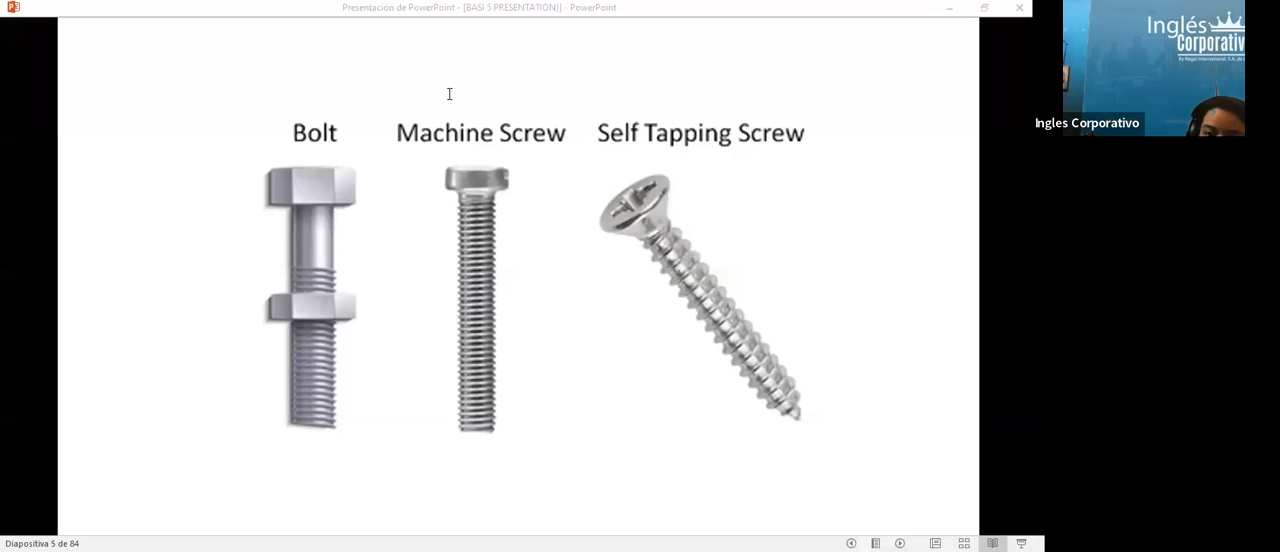 Presentación de PowerPoint - [BASI 5 PRESENTATION)] - PowerPoint
Bolt
Machine Screw
Self Tapping Screw
Diapositiva 5 de 84
Inglés
Corporativ
Ingles Corporativo